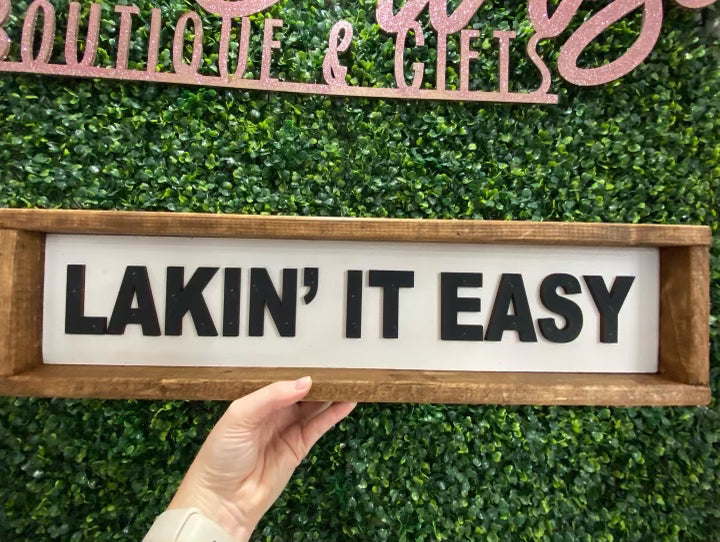 BOUTIQUE & GIFTS
LAKIN' IT EASY